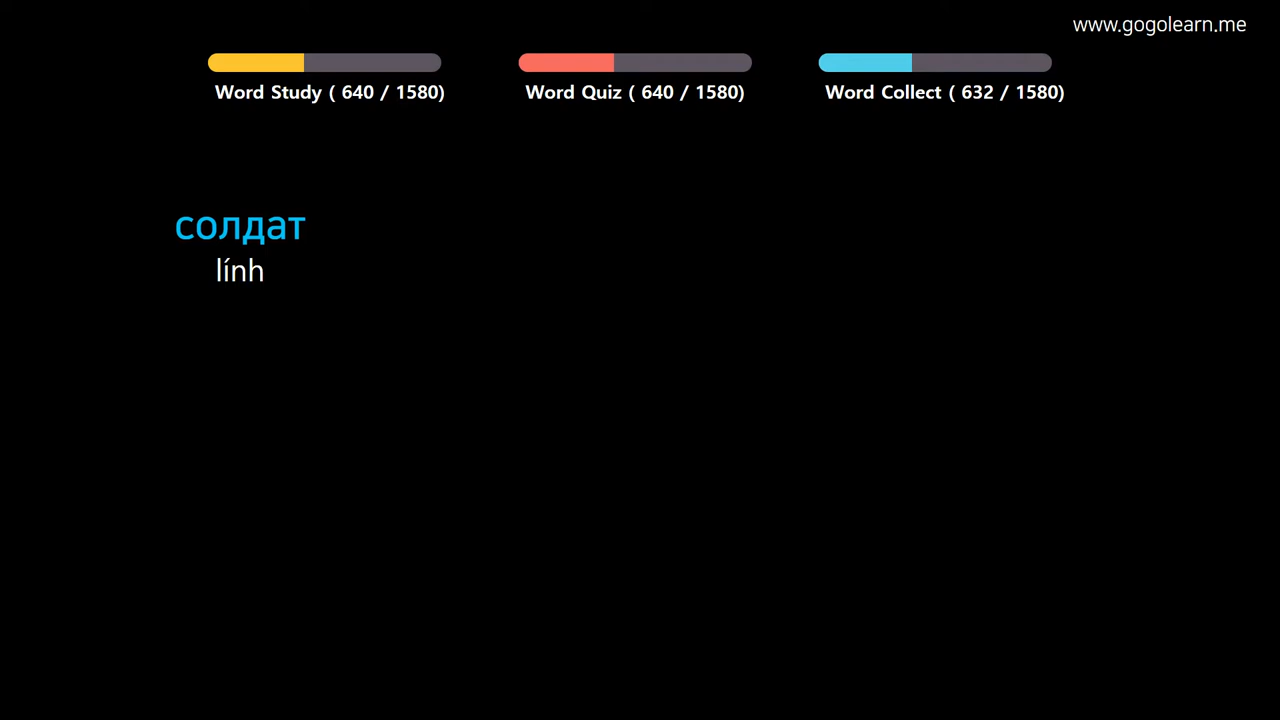 www.gogolearn.me
Word Study ( 640 / 1580)
Word Quiz ( 640 / 1580)
Word Collect ( 632 / 1580)
солдат
lính